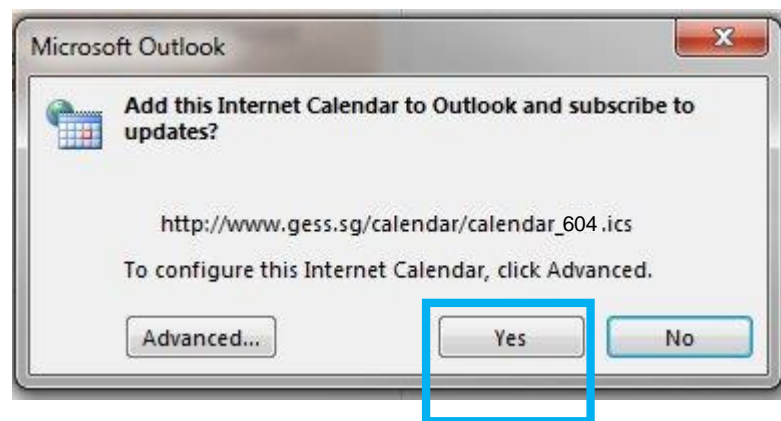 Microsoft Outlook
Add this Internet Calendar to Outlook and subscribe to
updates?
http://www.gess.sg/calendar/calendar_604.ics
To configure this Internet Calendar, click Advanced.
Advanced...
Yes
No